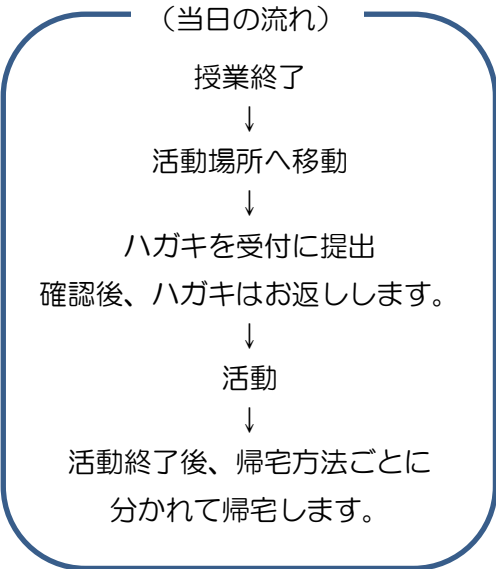 （当日の流れ）
授業終了
↓
活動場所へ移動
↓
ハガキを受付に提出
確認後、ハガキはお返しします。
↓
活動
↓
活動終了後、帰宅方法ごとに
分かれて帰宅します。